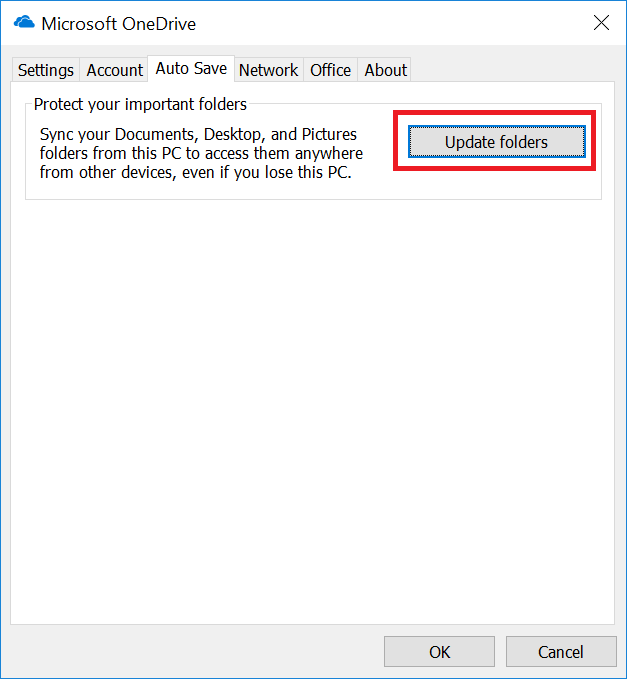 Microsoft OneDrive
Settings Account Auto Save Network Office About
Protect your important folders
Sync your Documents, Desktop, and Pictures
folders from this PC to access them anywhere
from other devices, even if you lose this PC.
Update folders
OK Cancel